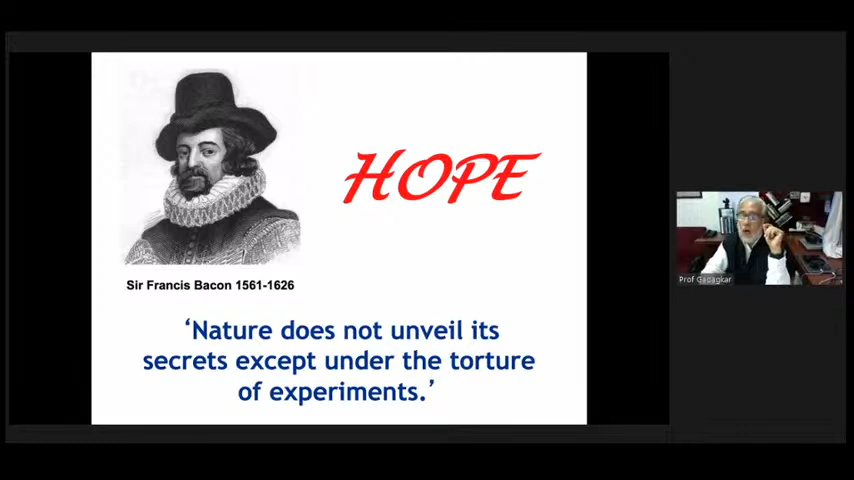 HOPE
Sir Francis Bacon 1561-1626
‘Nature does not unveil its
secrets except under the torture
of experiments.’
Prof Gadagkar